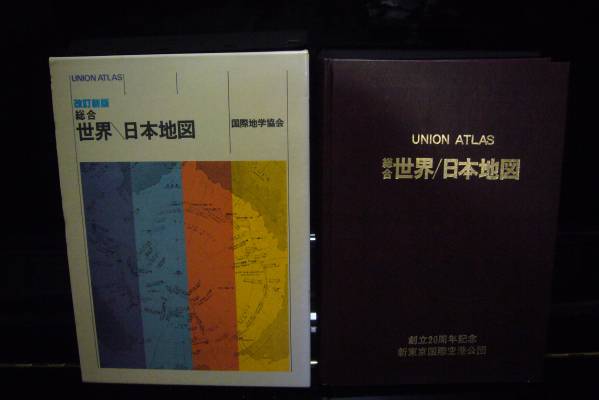 UNION ATLAS
改訂新版
総合
世界／日本地図
国際地学協会
UNION ATLAS
総合 世界／日本地図
創立20周年記念
新東京国際空港公団